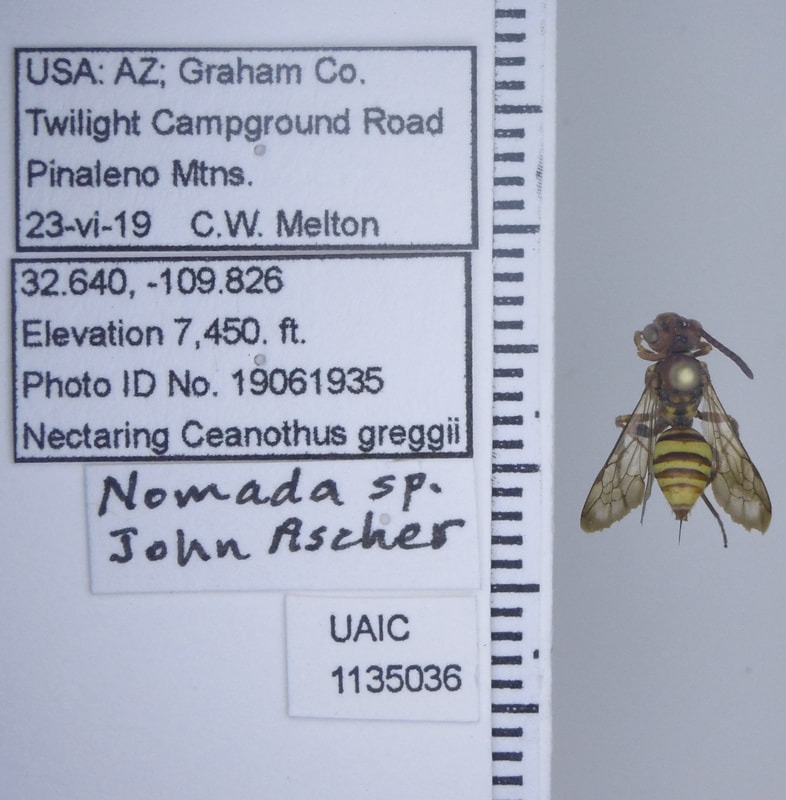 USA: AZ; Graham Co.
Twilight Campground Road
Pinaleno Mtns.
23-vi-19 C.W. Melton
32.640, -109.826
Elevation 7,450. ft.
Photo ID No. 19061935
Nectaring Ceanothus greggii
Nomada sp.
John Ascher
UAIC
1135036